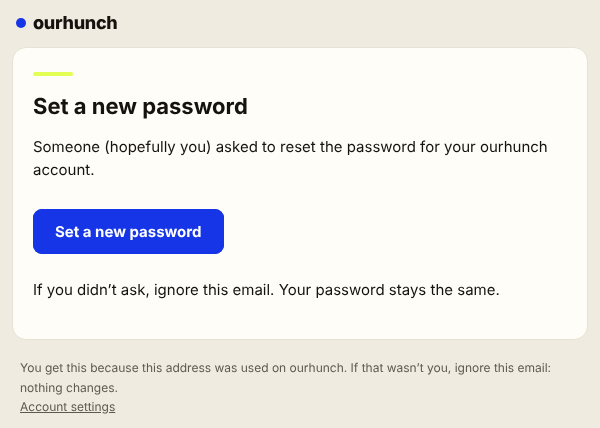 ourhunch
Set a new password
Someone (hopefully you) asked to reset the password for your ourhunch
account.
Set a new password
If you didn’t ask, ignore this email. Your password stays the same.
You get this because this address was used on ourhunch. If that wasn’t you, ignore this email:
nothing changes.
Account settings